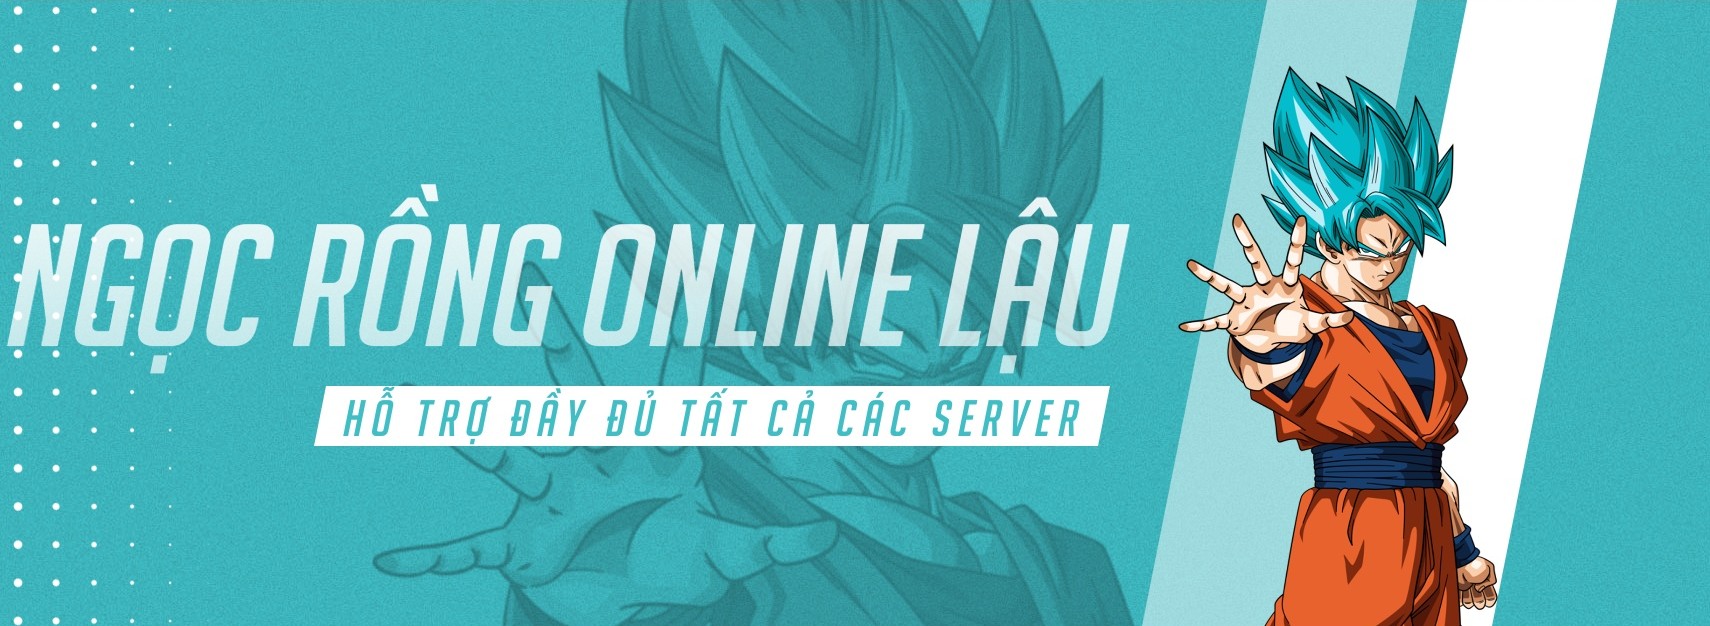 NGỌC RỒNG ONLINE LẬU
HỖ TRỢ ĐẦY ĐỦ TẤT CẢ CÁC SERVER